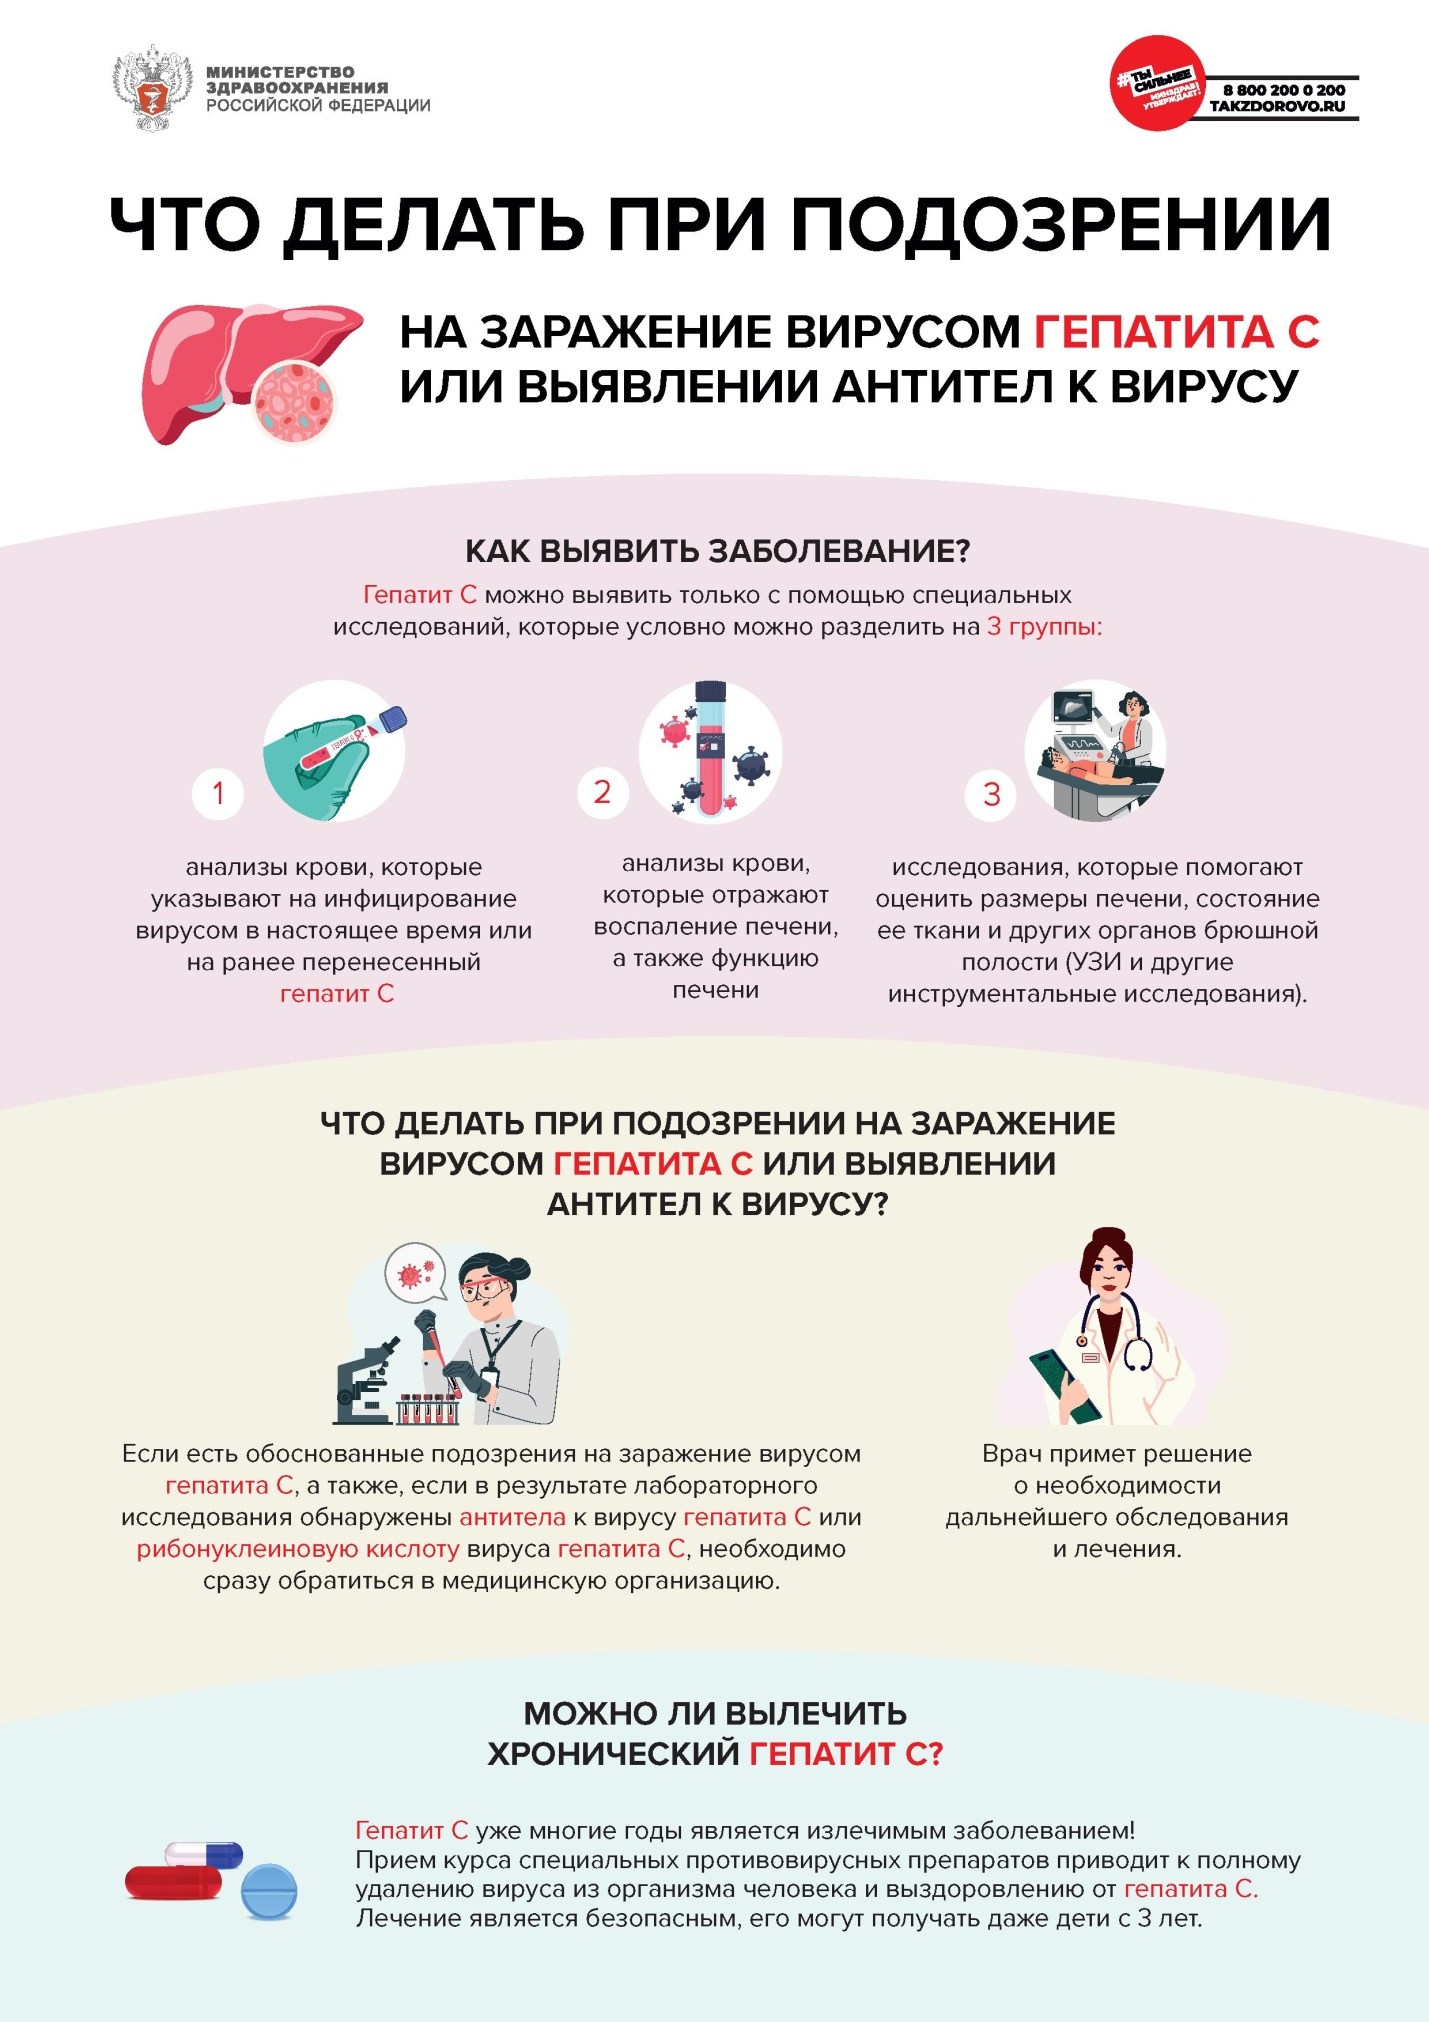 МИНИСТЕРСТВО
ЗДРАВООХРАНЕНИЯ
РОССИЙСКОЙ ФЕДЕРАЦИИ
#ТЫ
СИЛЬНЕЕ
МИНЗДРАВ
УТВЕРЖДАЕТ!
8 800 200 0 200
TAKZDOROVO.RU
ЧТО ДЕЛАТЬ ПРИ ПОДОЗРЕНИИ
НА ЗАРАЖЕНИЕ ВИРУСОМ ГЕПАТИТА С
ИЛИ ВЫЯВЛЕНИИ АНТИТЕЛ К ВИРУСУ
КАК ВЫЯВИТЬ ЗАБОЛЕВАНИЕ?
Гепатит С можно выявить только с помощью специальных
исследований, которые условно можно разделить на 3 группы:
1
анализы крови, которые
указывают на инфицирование
вирусом в настоящее время или
на ранее перенесенный
гепатит С
2
анализы крови,
которые отражают
воспаление печени,
а также функцию
печени
3
исследования, которые помогают
оценить размеры печени, состояние
ее ткани и других органов брюшной
полости (УЗИ и другие
инструментальные исследования).
ЧТО ДЕЛАТЬ ПРИ ПОДОЗРЕНИИ НА ЗАРАЖЕНИЕ
ВИРУСОМ ГЕПАТИТА С ИЛИ ВЫЯВЛЕНИИ
АНТИТЕЛ К ВИРУСУ?
Если есть обоснованные подозрения на заражение вирусом
гепатита С, а также, если в результате лабораторного
исследования обнаружены антитела к вирусу гепатита С или
рибонуклеиновую кислоту вируса гепатита С, необходимо
сразу обратиться в медицинскую организацию.
Врач примет решение
о необходимости
дальнейшего обследования
и лечения.
МОЖНО ЛИ ВЫЛЕЧИТЬ
ХРОНИЧЕСКИЙ ГЕПАТИТ С?
Гепатит С уже многие годы является излечимым заболеванием!
Прием курса специальных противовирусных препаратов приводит к полному
удалению вируса из организма человека и выздоровлению от гепатита С.
Лечение является безопасным, его могут получать даже дети с 3 лет.